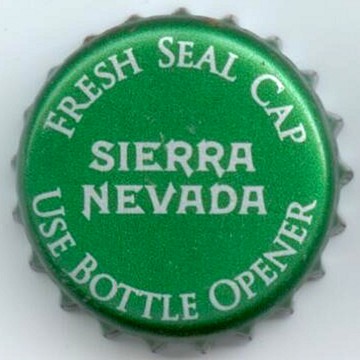 FRESH SEAL CAP
SIERRA
NEVADA
USE BOTTLE OPENER